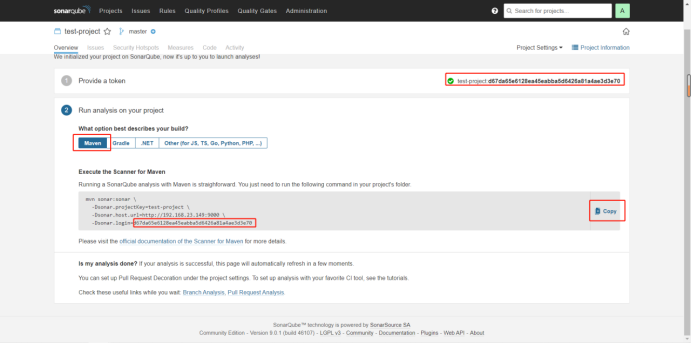 sonarqube Projects Issues Rules Quality Profiles Quality Gates Administration Search for projects... A
test-project master
Overview Issues Security Hotspots Measures Code Activity Project Settings Project Information
We initialized your project on SonarQube, now it's up to you to launch analyses!
1 Provide a token test-project: d67da65e6128ea45eabba5d6426a81a4ae3d3e70
2 Run analysis on your project
What option best describes your build?
Maven Gradle .NET Other (for JS, TS, Go, Python, PHP, ...)
Execute the Scanner for Maven
Running a SonarQube analysis with Maven is straightforward. You just need to run the following command in your project's folder.
mvn sonar:sonar \
-Dsonar.projectKey=test-project \
-Dsonar.host.url=http://192.168.23.149:9000 \
-Dsonar.login=d67da65e6128ea45eabba5d6426a81a4ae3d3e70
Copy
Please visit the official documentation of the Scanner for Maven for more details.
Is my analysis done? If your analysis is successful, this page will automatically refresh in a few moments.
You can set up Pull Request Decoration under the project settings. To set up analysis with your favorite CI tool, see the tutorials.
Check these useful links while you wait: Branch Analysis, Pull Request Analysis.
SonarQube™ technology is powered by SonarSource SA
Community Edition - Version 9.0.1 (build 46107) - LGPL v3 - Community - Documentation - Plugins - Web API - About